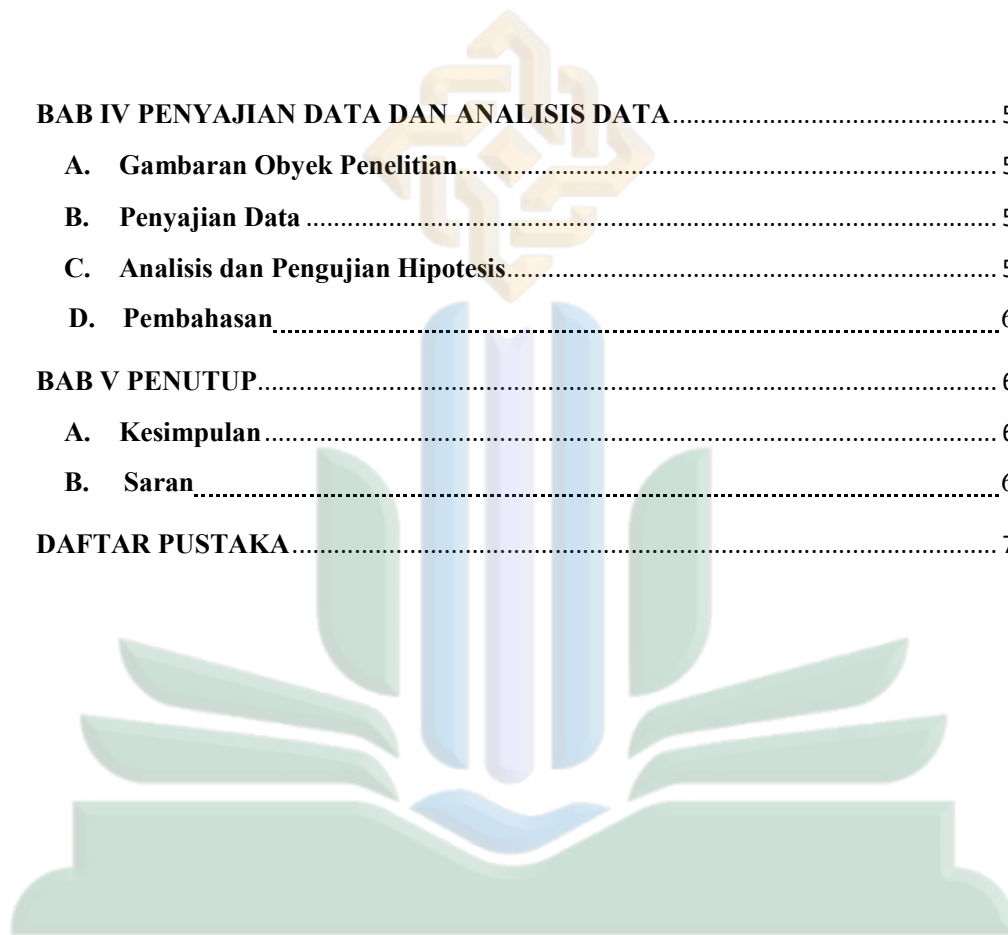 BAB IV PENYAJIAN DATA DAN ANALISIS DATA
A. Gambaran Obyek Penelitian
B. Penyajian Data
C. Analisis dan Pengujian Hipotesis
D. Pembahasan
BAB V PENUTUP
A. Kesimpulan
B. Saran
DAFTAR PUSTAKA